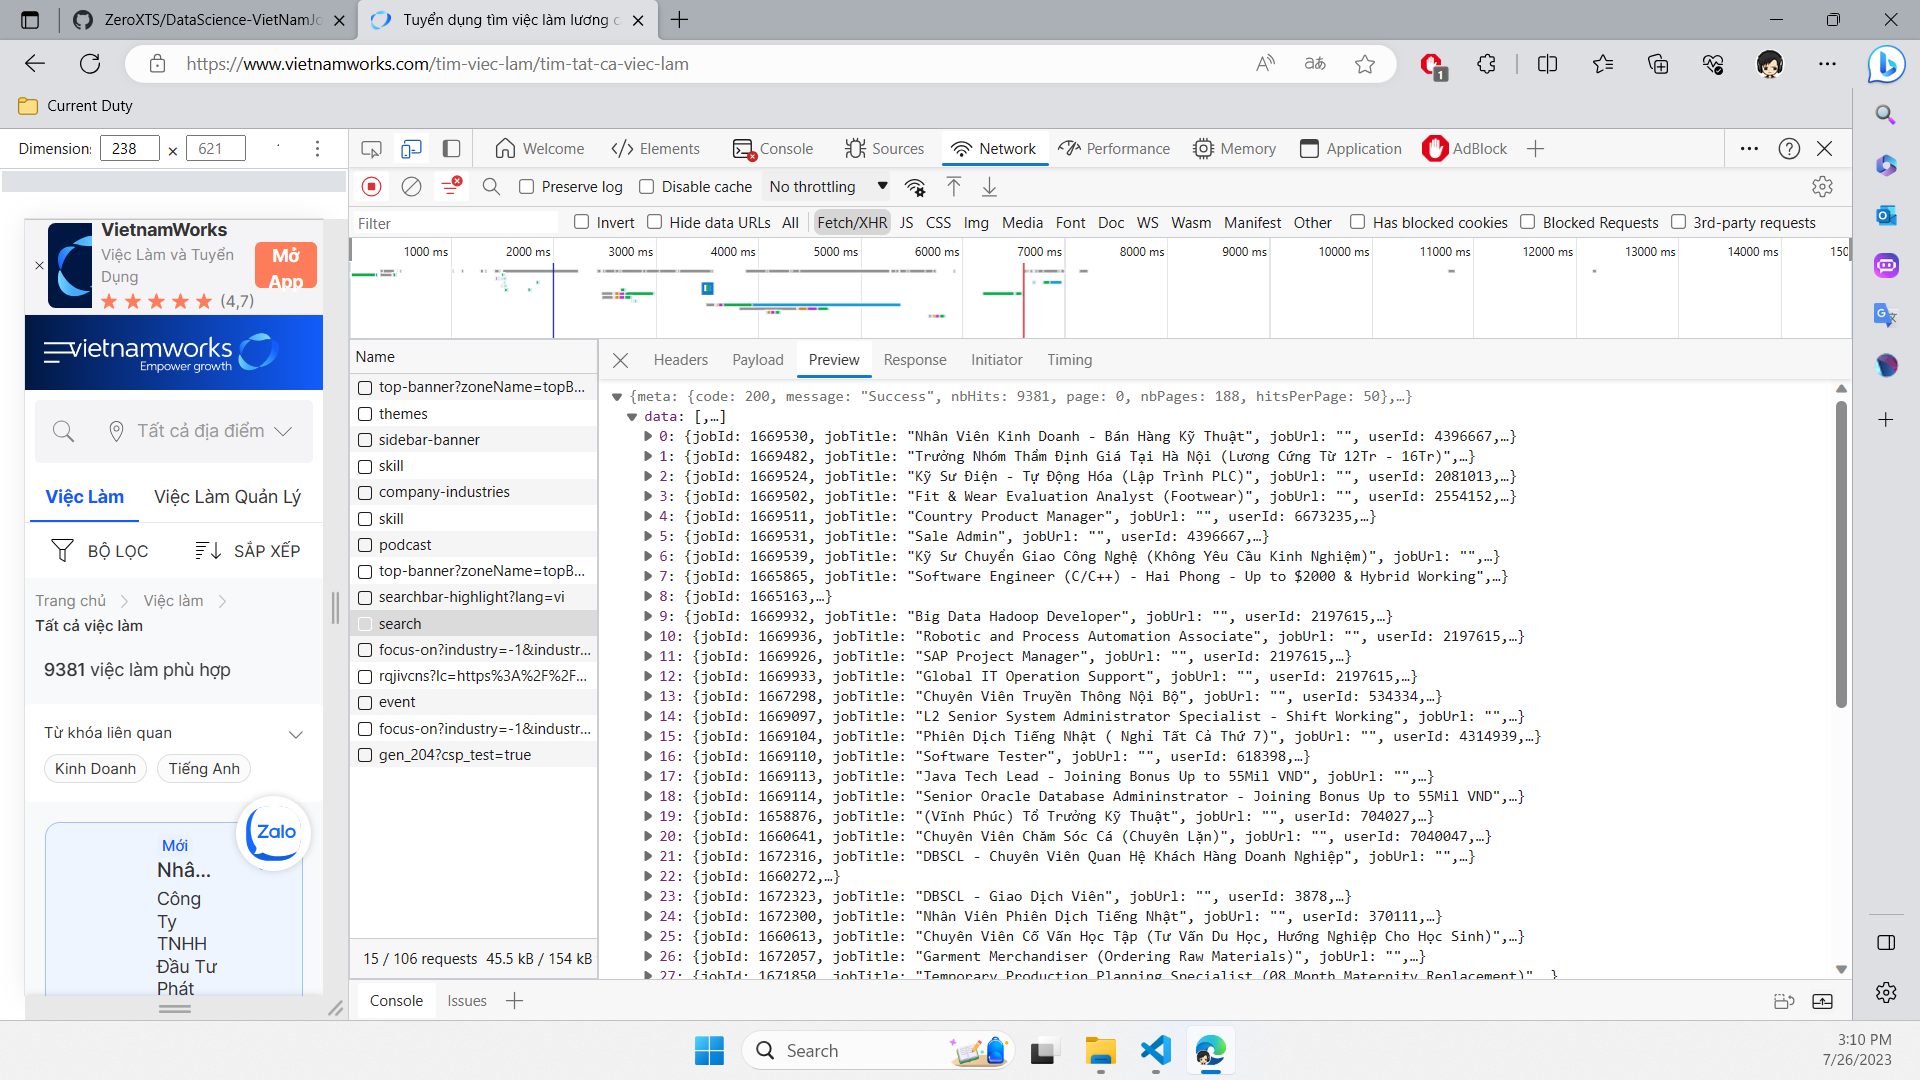 ZeroXTS/DataScience-VietNamJo
Tuyển dụng tìm việc làm lương c
https://www.vietnamworks.com/tim-viec-lam/tim-tat-ca-viec-lam
1
Current Duty
Dimension:
238
×
621
Welcome
Elements
Console
Sources
Network
Performance
Memory
Application
AdBlock
Preserve log
Disable cache
No throttling
Filter
Invert
Hide data URLs
All
Fetch/XHR
JS
CSS
Img
Media
Font
Doc
WS
Wasm
Manifest
Other
Has blocked cookies
Blocked Requests
3rd-party requests
1000 ms
2000 ms
3000 ms
4000 ms
5000 ms
6000 ms
7000 ms
8000 ms
9000 ms
10000 ms
11000 ms
12000 ms
13000 ms
14000 ms
150
VietnamWorks
Việc Làm và Tuyển
Dụng
(4,7)
Mở
App
vietnamworks
Empower growth
Tất cả địa điểm
Việc Làm
Việc Làm Quản Lý
BỘ LỌC
SẮP XẾP
Trang chủ
Việc làm
Tất cả việc làm
9381 việc làm phù hợp
Từ khóa liên quan
Kinh Doanh
Tiếng Anh
Zalo
Mới
Nhâ...
Công
Ty
TNHH
Đầu Tư
Phát
Name
top-banner?zoneName=topB...
themes
sidebar-banner
skill
company-industries
skill
podcast
top-banner?zoneName=topB...
searchbar-highlight?lang=vi
search
focus-on?industry=-1&industr...
rqjivcns?lc=https%3A%2F%2F...
event
focus-on?industry=-1&industr...
gen_204?csp_test=true
15 / 106 requests
45.5 kB / 154 kB
Headers
Payload
Preview
Response
Initiator
Timing
{meta: {code: 200, message: "Success", nbHits: 9381, page: 0, nbPages: 188, hitsPerPage: 50},…}
data: [,…]
0: {jobId: 1669530, jobTitle: "Nhân Viên Kinh Doanh - Bán Hàng Kỹ Thuật", jobUrl: "", userId: 4396667,…}
1: {jobId: 1669482, jobTitle: "Trưởng Nhóm Thẩm Định Giá Tại Hà Nội (Lương Cứng Từ 12Tr - 16Tr)",…}
2: {jobId: 1669524, jobTitle: "Kỹ Sư Điện - Tự Động Hóa (Lập Trình PLC)", jobUrl: "", userId: 2081013,…}
3: {jobId: 1669502, jobTitle: "Fit & Wear Evaluation Analyst (Footwear)", jobUrl: "", userId: 2554152,…}
4: {jobId: 1669511, jobTitle: "Country Product Manager", jobUrl: "", userId: 6673235,…}
5: {jobId: 1669531, jobTitle: "Sale Admin", jobUrl: "", userId: 4396667,…}
6: {jobId: 1669539, jobTitle: "Kỹ Sư Chuyển Giao Công Nghệ (Không Yêu Cầu Kinh Nghiệm)", jobUrl: "",…}
7: {jobId: 1665865, jobTitle: "Software Engineer (C/C++) - Hai Phong - Up to $2000 & Hybrid Working",…}
8: {jobId: 1665163,…}
9: {jobId: 1669932, jobTitle: "Big Data Hadoop Developer", jobUrl: "", userId: 2197615,…}
10: {jobId: 1669936, jobTitle: "Robotic and Process Automation Associate", jobUrl: "", userId: 2197615,…}
11: {jobId: 1669926, jobTitle: "SAP Project Manager", jobUrl: "", userId: 2197615,…}
12: {jobId: 1669933, jobTitle: "Global IT Operation Support", jobUrl: "", userId: 2197615,…}
13: {jobId: 1667298, jobTitle: "Chuyên Viên Truyền Thông Nội Bộ", jobUrl: "", userId: 534334,…}
14: {jobId: 1669097, jobTitle: "L2 Senior System Administrator Specialist - Shift Working", jobUrl: "",…}
15: {jobId: 1669104, jobTitle: "Phiên Dịch Tiếng Nhật ( Nghỉ Tất Cả Thứ 7)", jobUrl: "", userId: 4314939,…}
16: {jobId: 1669110, jobTitle: "Software Tester", jobUrl: "", userId: 618398,…}
17: {jobId: 1669113, jobTitle: "Java Tech Lead - Joining Bonus Up to 55Mil VND", jobUrl: "",…}
18: {jobId: 1669114, jobTitle: "Senior Oracle Database Admininstrator - Joining Bonus Up to 55Mil VND",…}
19: {jobId: 1658876, jobTitle: "(Vĩnh Phúc) Tổ Trưởng Kỹ Thuật", jobUrl: "", userId: 704027,…}
20: {jobId: 1660641, jobTitle: "Chuyên Viên Chăm Sóc Cá (Chuyên Lặn)", jobUrl: "", userId: 7040047,…}
21: {jobId: 1672316, jobTitle: "DBSCL - Chuyên Viên Quan Hệ Khách Hàng Doanh Nghiệp", jobUrl: "",…}
22: {jobId: 1660272,…}
23: {jobId: 1672323, jobTitle: "DBSCL - Giao Dịch Viên", jobUrl: "", userId: 3878,…}
24: {jobId: 1672300, jobTitle: "Nhân Viên Phiên Dịch Tiếng Nhật", jobUrl: "", userId: 370111,…}
25: {jobId: 1660613, jobTitle: "Chuyên Viên Cố Vấn Học Tập (Tư Vấn Du Học, Hướng Nghiệp Cho Học Sinh)",…}
26: {jobId: 1672057, jobTitle: "Garment Merchandiser (Ordering Raw Materials)", jobUrl: "",…}
27: {jobId: 1671850, jobTitle: "Temporary Production Planning Specialist (08 Month Maternity Replacement)",…}
Console
Issues
Search
3:10 PM
7/26/2023